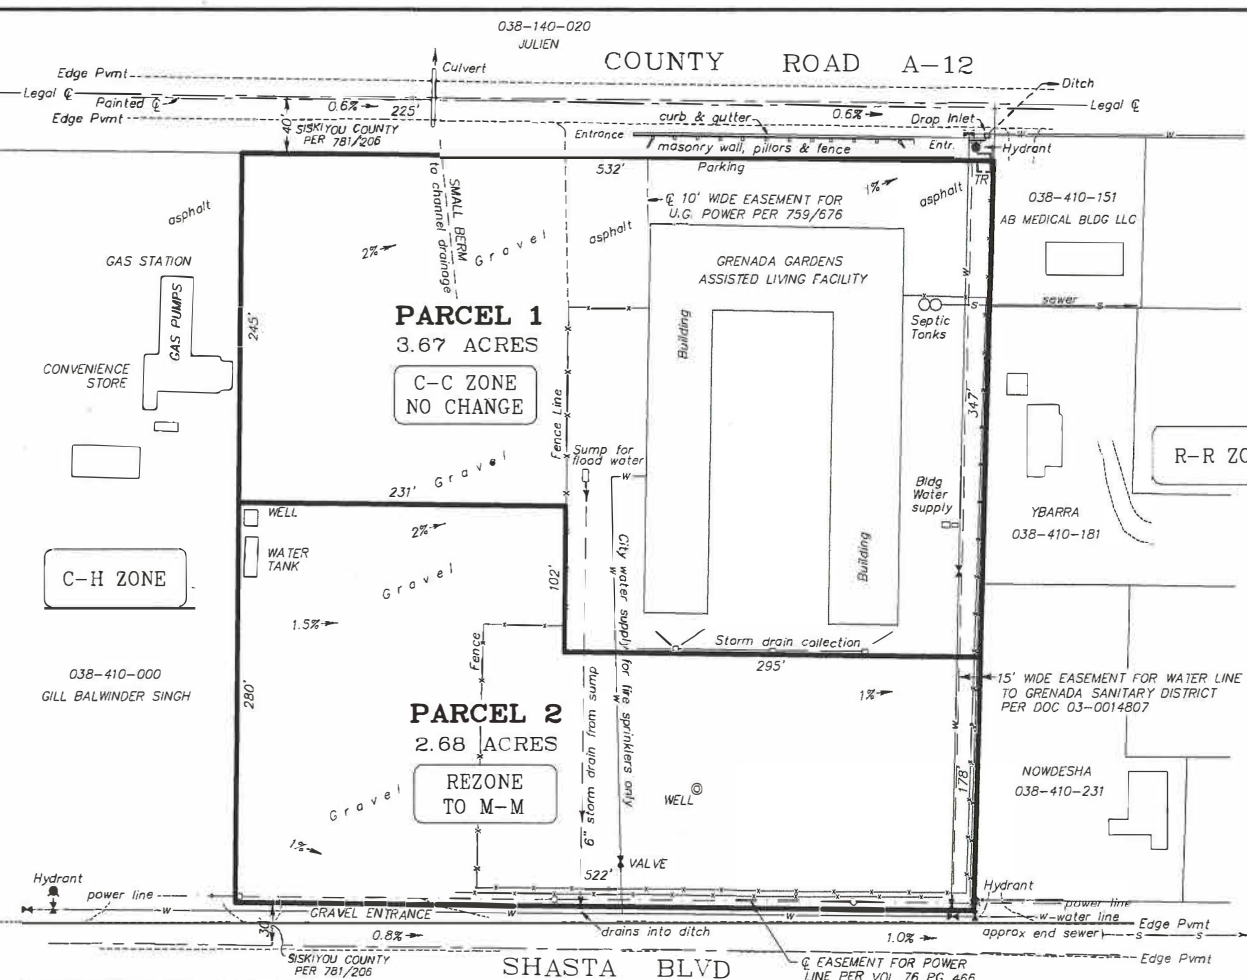 038-140-020
JULIEN
COUNTY ROAD A-12
Culvert
Edge Pvmt
Legal ℄
Painted ℄
Edge Pvmt
0.6%
225'
40'
SISKIYOU COUNTY
PER 781/206
Ditch
Legal ℄
curb & gutter
0.6%
Drop Inlet
Entrance
masonry wall, pillors & fence
Entr.
Hydrant
w
w
532'
Parking
TR
asphalt
SMALL BERM
to channel drainage
2%
Gravel
℄ 10' WIDE EASEMENT FOR
U.G. POWER PER 759/676
1%
asphalt
asphalt
038-410-151
AB MEDICAL BLDG LLC
GAS STATION
GAS PUMPS
CONVENIENCE
STORE
245'
GRENADA GARDENS
ASSISTED LIVING FACILITY
Building
w
sewer
s
s
s
Septic
Tonks
PARCEL 1
3.67 ACRES
C-C ZONE
NO CHANGE
Fence Line
347'
Sump for
flood water
w
Gravel
231'
Bldg
Water
supply
R-R ZO
YBARRA
038-410-181
WELL
WATER
TANK
2%
Gravel
102'
City water supply for fire sprinklers only
w
w
Building
C-H ZONE
1.5%
Fence
Storm drain collection
295'
038-410-000
GILL BALWINDER SINGH
280'
6" storm drain from sump
1%
15' WIDE EASEMENT FOR WATER LINE
TO GRENADA SANITARY DISTRICT
PER DOC 03-0014807
PARCEL 2
2.68 ACRES
REZONE
TO M-M
w
178'
w
NOWDESHA
038-410-231
WELL
Gravel
1%
VALVE
522'
Hydrant
power line
w
GRAVEL ENTRANCE
w
w
Hydrant
power line
w-water line
Edge Pvmt
approx end sewer
s
s
30'
0.8%
drains into ditch
1.0%
Edge Pvmt
SISKIYOU COUNTY
PER 781/206
SHASTA BLVD
℄ EASEMENT FOR POWER
LINE PER VOL 76 PG 466